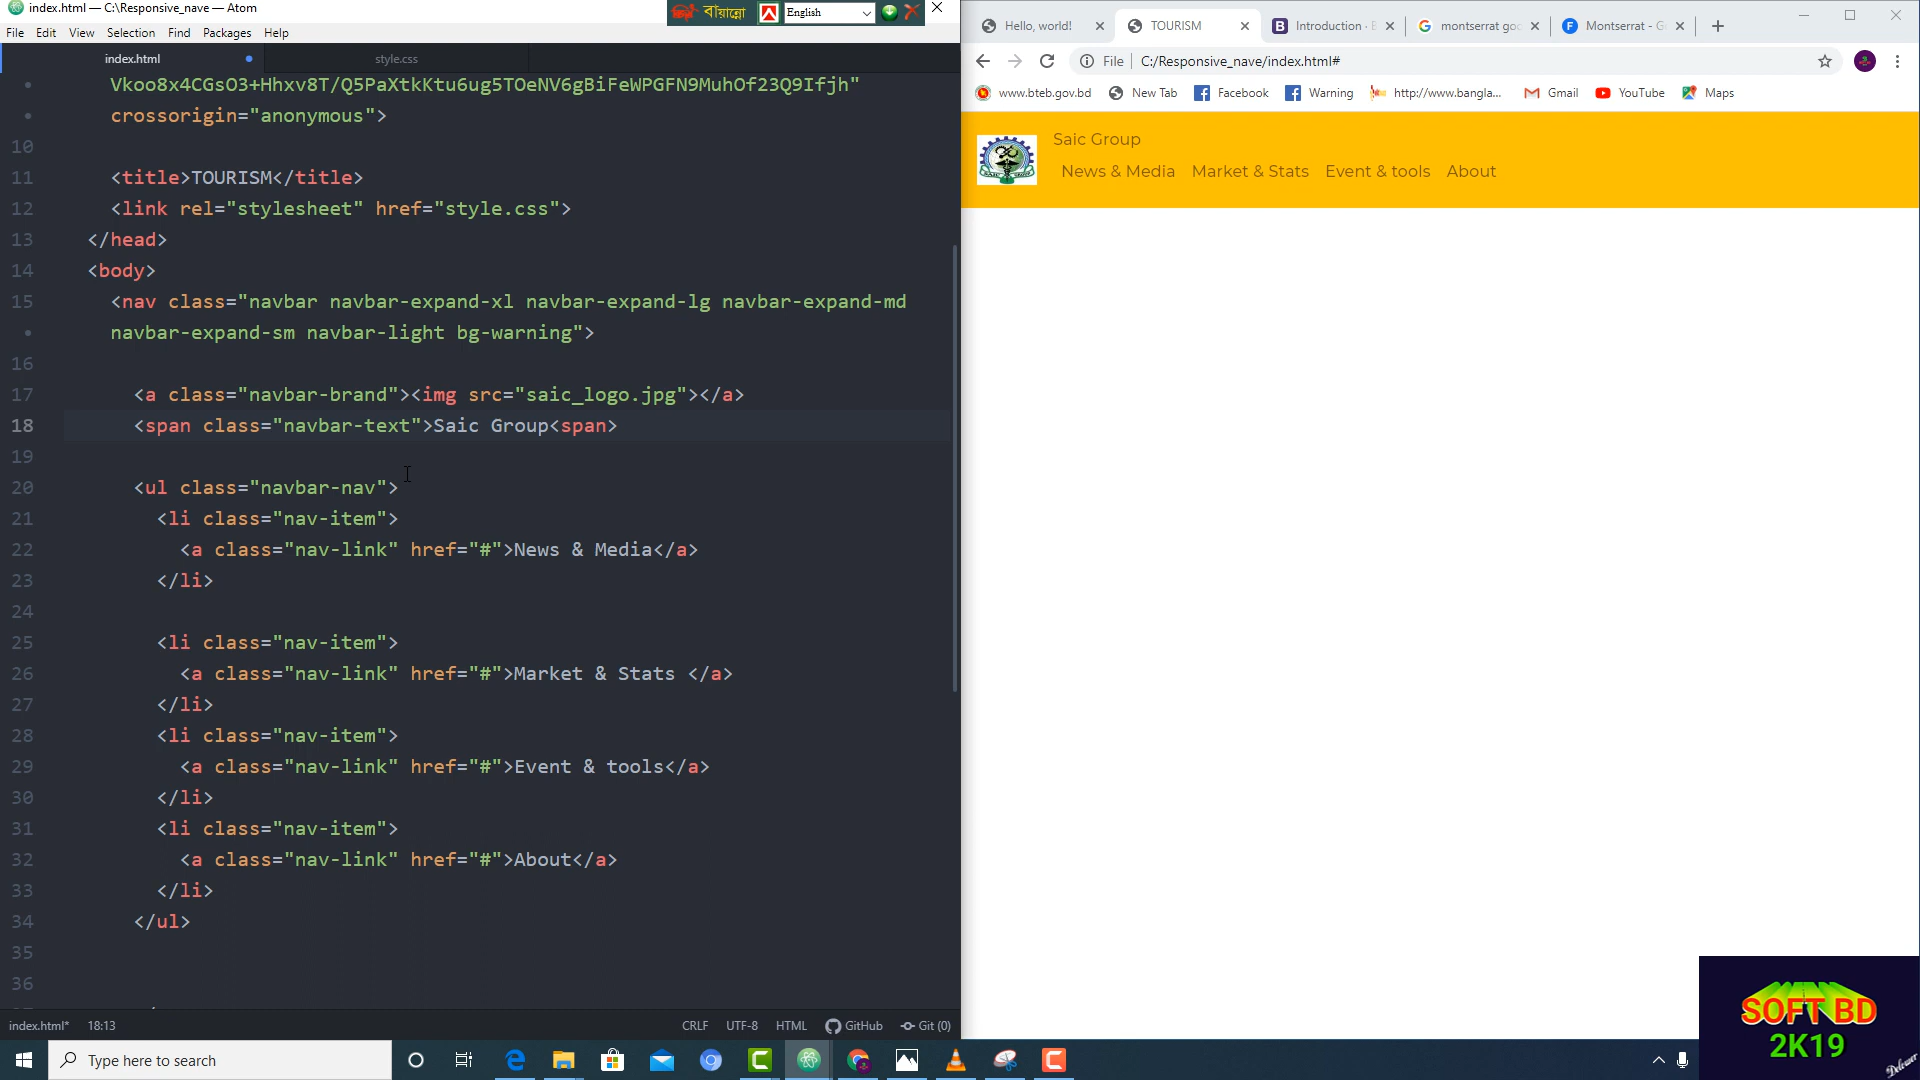 index.html — C:\Responsive_nave — Atom
বাঁয়ান্নো
English
File Edit View Selection Find Packages Help
index.html
style.css
Vkoo8x4CGsO3+Hhxv8T/Q5PaXtkKtu6ug5TOeNV6gBiFeWPGFN9MuhOf23Q9Ifjh"
crossorigin="anonymous">
10
11 <title>TOURISM</title>
12 <link rel="stylesheet" href="style.css">
13 </head>
14 <body>
15 <nav class="navbar navbar-expand-xl navbar-expand-lg navbar-expand-md
navbar-expand-sm navbar-light bg-warning">
16
17 <a class="navbar-brand"><img src="saic_logo.jpg"></a>
18 <span class="navbar-text">Saic Group<span>
19
20 <ul class="navbar-nav">
21 <li class="nav-item">
22 <a class="nav-link" href="#">News & Media</a>
23 </li>
24
25 <li class="nav-item">
26 <a class="nav-link" href="#">Market & Stats </a>
27 </li>
28 <li class="nav-item">
29 <a class="nav-link" href="#">Event & tools</a>
30 </li>
31 <li class="nav-item">
32 <a class="nav-link" href="#">About</a>
33 </li>
34 </ul>
35
36
index.html* 18:13 CRLF UTF-8 HTML GitHub Git (0)
Hello, world! TOURISM Introduction · B montserrat goo Montserrat - G
File C:/Responsive_nave/index.html#
www.bteb.gov.bd New Tab Facebook Warning http://www.bangla... Gmail YouTube Maps
Saic Group
News & Media Market & Stats Event & tools About
SOFT BD
2K19
Delowar
Type here to search